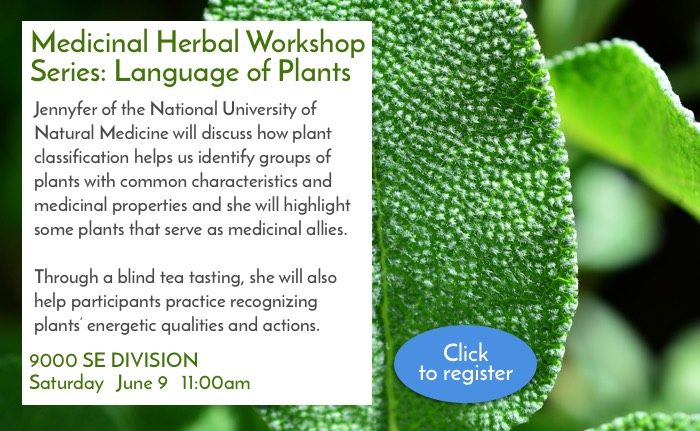 Medicinal Herbal Workshop
Series: Language of Plants
Jennyfer of the National University of
Natural Medicine will discuss how plant
classification helps us identify groups of
plants with common characteristics and
medicinal properties and she will highlight
some plants that serve as medicinal allies.
Through a blind tea tasting, she will also
help participants practice recognizing
plants' energetic qualities and actions.
9000 SE DIVISION
Saturday June 9 11:00am
Click
to register